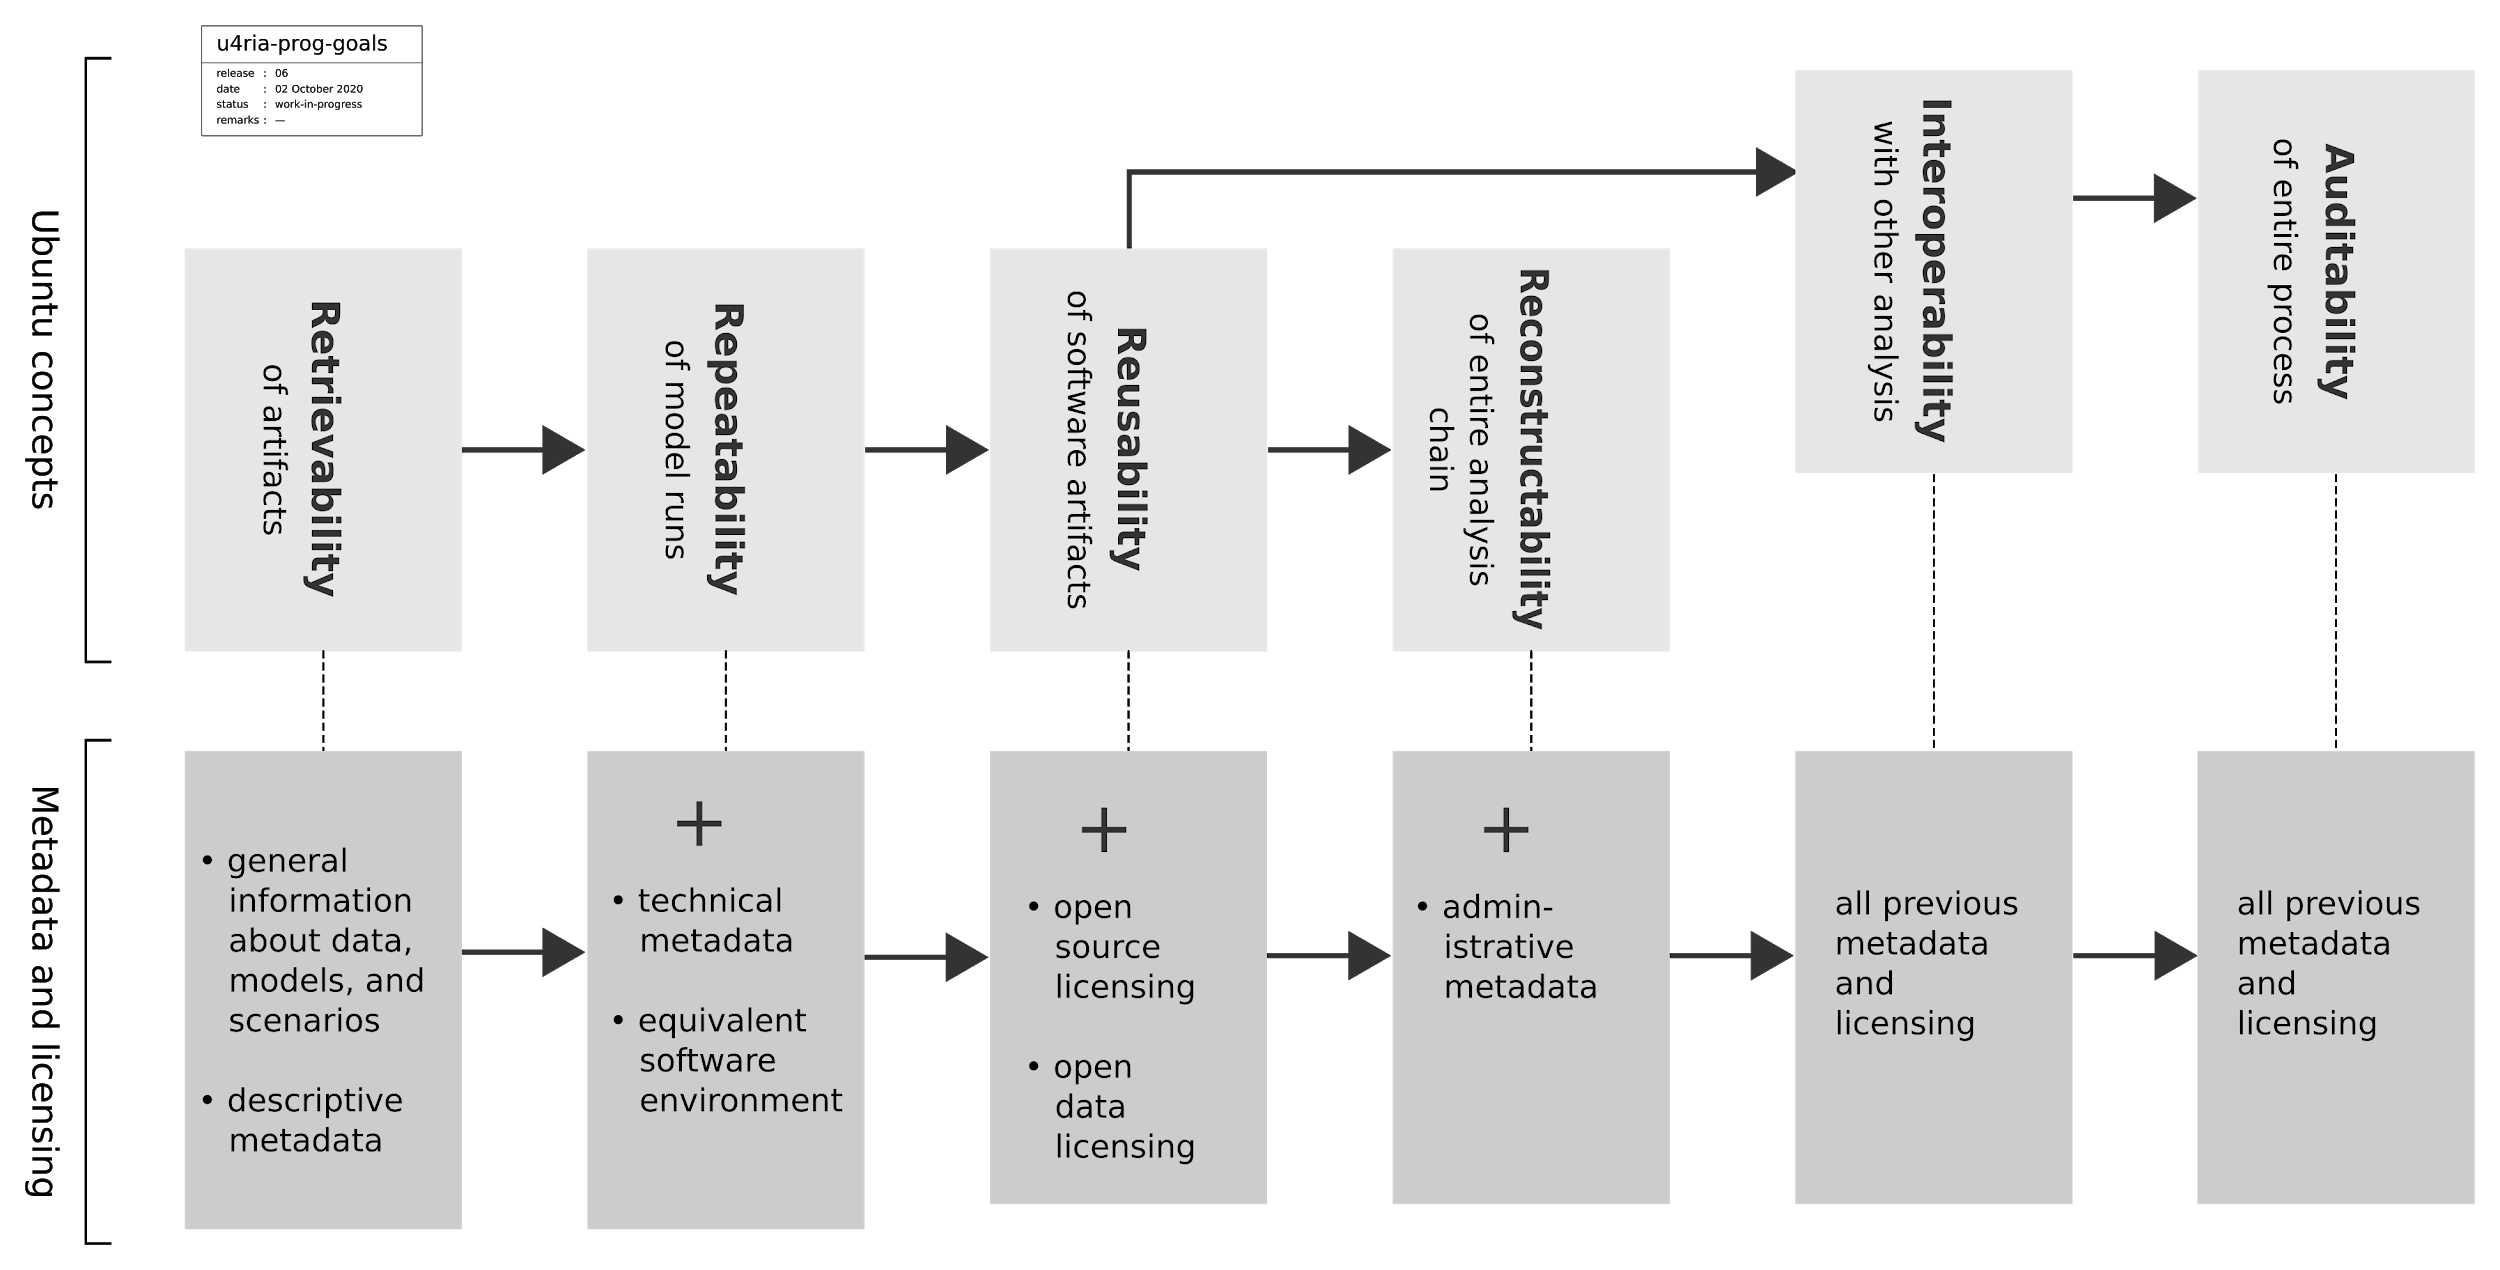 u4ria-prog-goals
release : 06
date : 02 October 2020
status : work-in-progress
remarks : —
Ubuntu concepts
Retrievability
of artifacts
Repeatability
of model runs
Reusability
of software artifacts
Reconstructability
of entire analysis
chain
Interoperability
with other analysis
Auditability
of entire process
Metadata and licensing
• general
information
about data,
models, and
scenarios
• descriptive
metadata
+
• technical
metadata
• equivalent
software
environment
+
• open
source
licensing
• open
data
licensing
+
• admin-
istrative
metadata
all previous
metadata
and
licensing
all previous
metadata
and
licensing